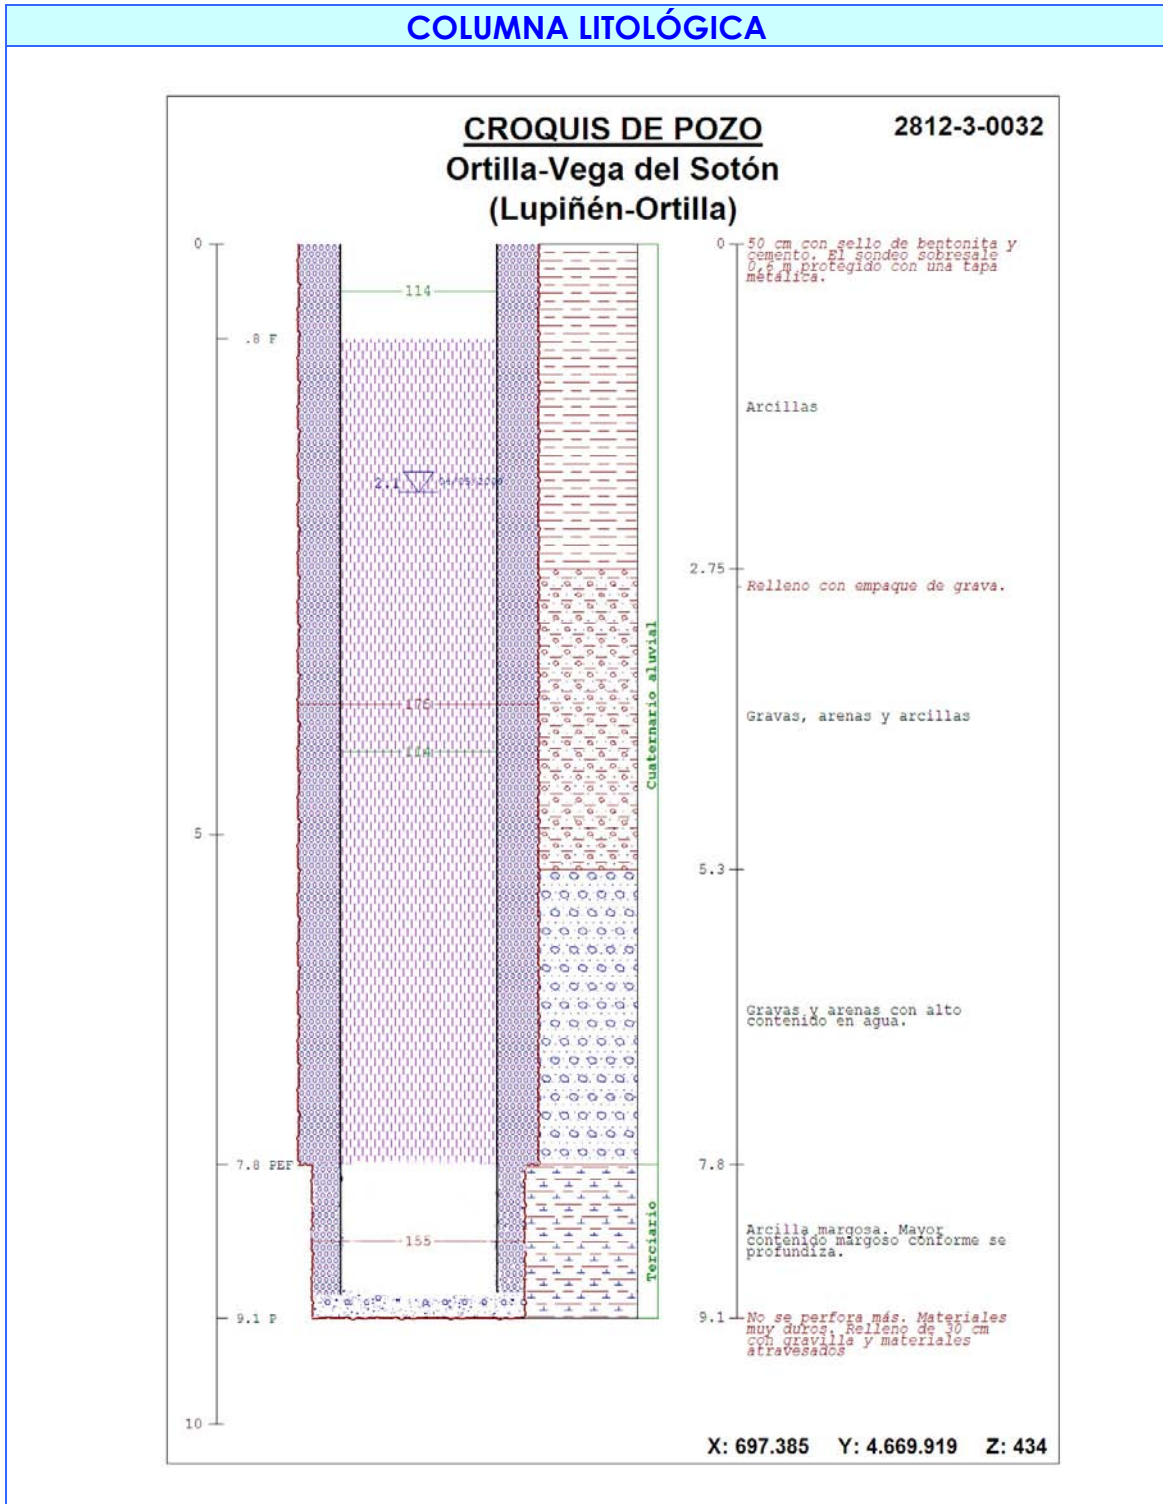 COLUMNA LITOLÓGICA
CROQUIS DE POZO
2812-3-0032
Ortilla-Vega del Sotón
(Lupiñén-Ortilla)
0
0
50 cm con sello de bentonita y
cemento. El sondeo sobresale
0,6 m protegido con una tapa
metálica.
114
.8 F
Arcillas
2.1
2.75
Relleno con empaque de grava.
Cuaternario aluvial
175
Gravas, arenas y arcillas
114
5
5.3
Gravas y arenas con alto
contenido en agua.
7.8 PEF
7.8
Terciario
155
Arcilla margosa. Mayor
contenido margoso conforme se
profundiza.
9.1 P
9.1
No se perfora más. Materiales
muy duros. Relleno de 30 cm
con gravilla y materiales
atravesados
10
X: 697.385 Y: 4.669.919 Z: 434